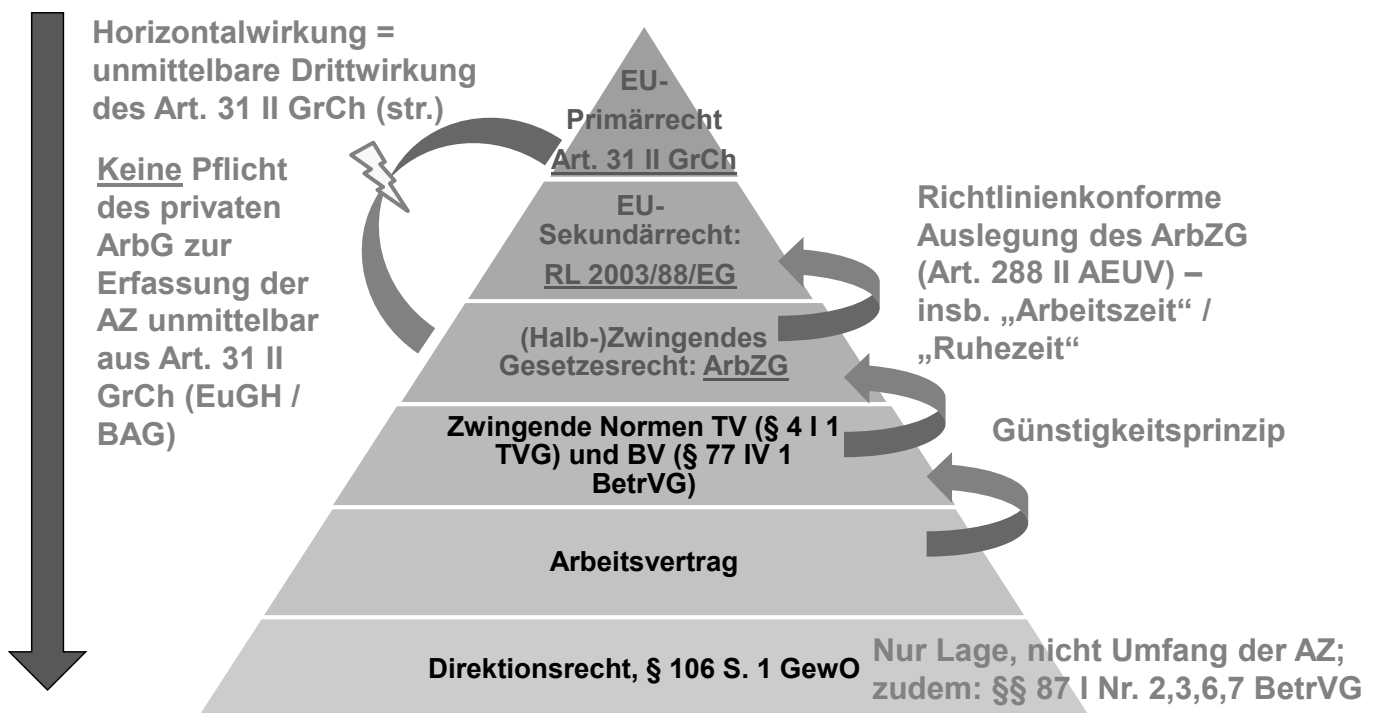 Horizontalwirkung =
unmittelbare Drittwirkung
des Art. 31 II GrCh (str.)
Keine Pflicht
des privaten
ArbG zur
Erfassung der
AZ unmittelbar
aus Art. 31 II
GrCh (EuGH /
BAG)
EU-
Primärrecht
Art. 31 II GrCh
EU-
Sekundärrecht:
RL 2003/88/EG
(Halb-)Zwingendes
Gesetzesrecht: ArbZG
Zwingende Normen TV (§ 4 I 1
TVG) und BV (§ 77 IV 1
BetrVG)
Arbeitsvertrag
Direktionsrecht, § 106 S. 1 GewO
Richtlinienkonforme
Auslegung des ArbZG
(Art. 288 II AEUV) –
insb. „Arbeitszeit“ /
„Ruhezeit“
Günstigkeitsprinzip
Nur Lage, nicht Umfang der AZ;
zudem: §§ 87 I Nr. 2,3,6,7 BetrVG